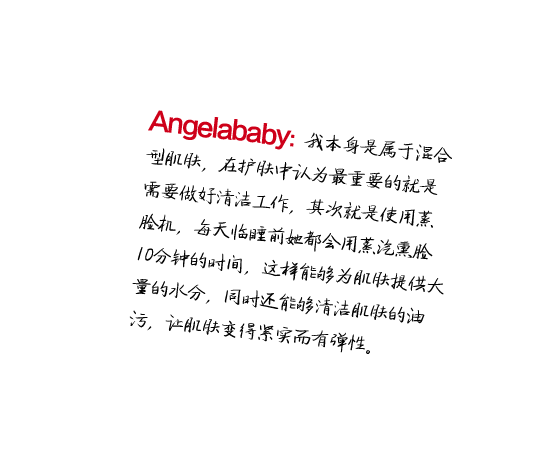 Angelababy: 我本身是属于混合
型肌肤，在护肤中认为最重要的就是
需要做好清洁工作，其次就是使用蒸
脸机，每天临睡前她都会用蒸汽熏脸
10分钟的时间，这样能够为肌肤提供大
量的水分，同时还能够清洁肌肤的油
污，让肌肤变得紧实而有弹性。